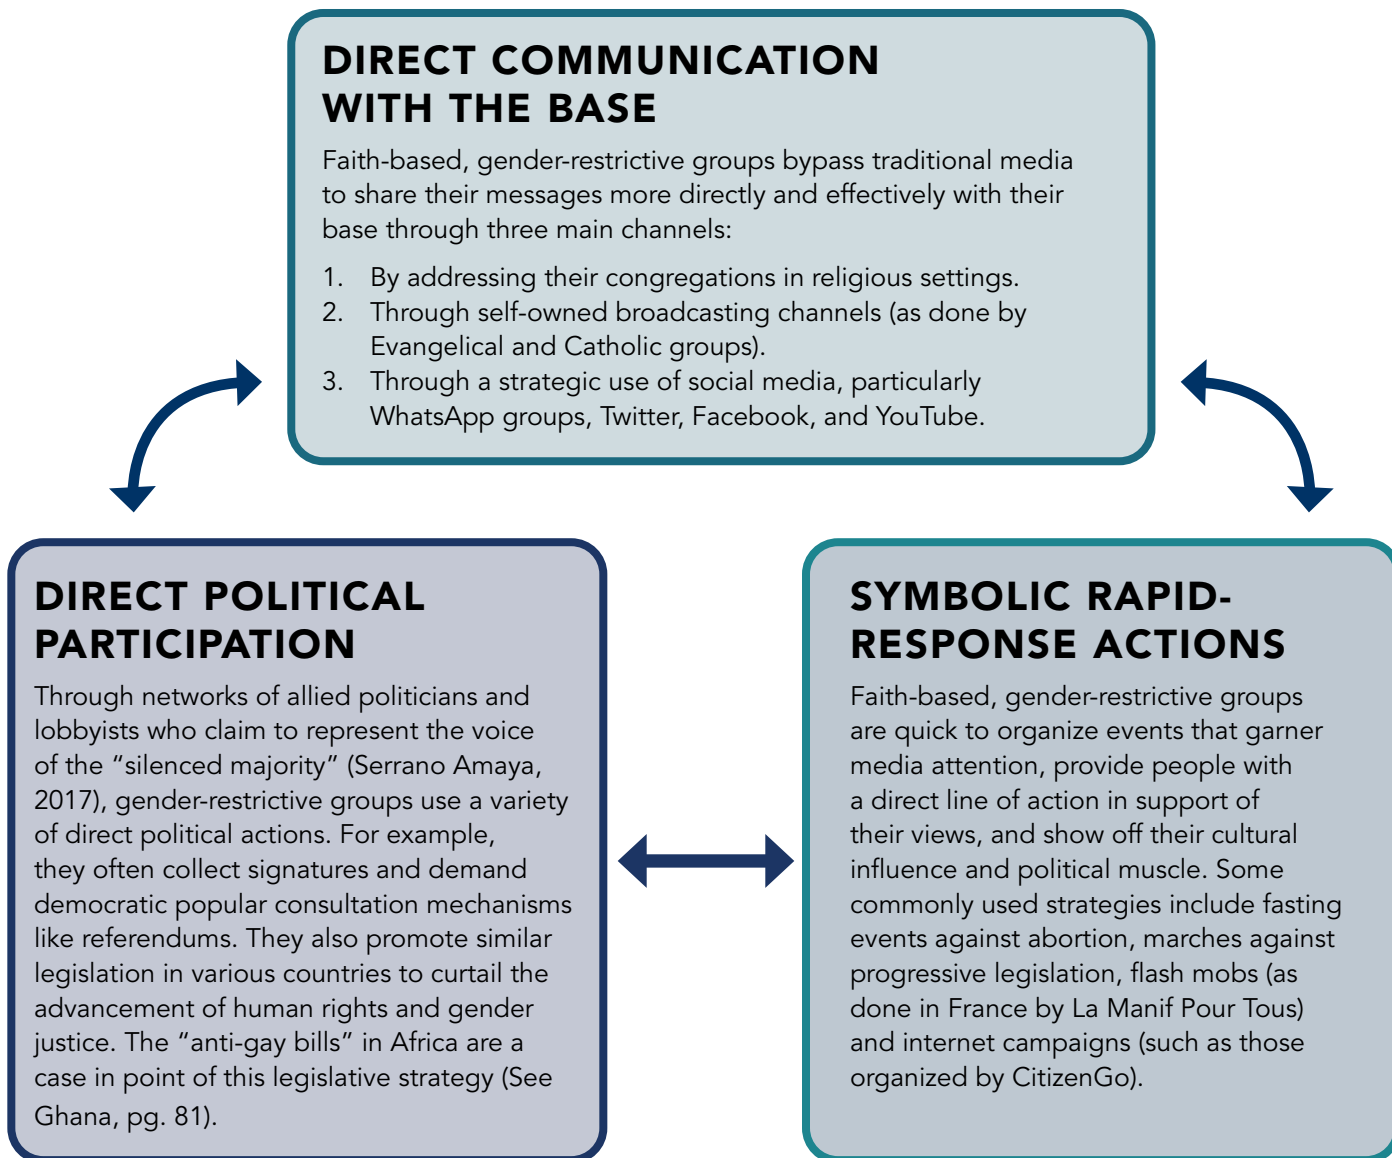 DIRECT COMMUNICATION
WITH THE BASE
Faith-based, gender-restrictive groups bypass traditional media
to share their messages more directly and effectively with their
base through three main channels:
1. By addressing their congregations in religious settings.
2. Through self-owned broadcasting channels (as done by
Evangelical and Catholic groups).
3. Through a strategic use of social media, particularly
WhatsApp groups, Twitter, Facebook, and YouTube.
DIRECT POLITICAL
PARTICIPATION
Through networks of allied politicians and
lobbyists who claim to represent the voice
of the “silenced majority” (Serrano Amaya,
2017), gender-restrictive groups use a variety
of direct political actions. For example,
they often collect signatures and demand
democratic popular consultation mechanisms
like referendums. They also promote similar
legislation in various countries to curtail the
advancement of human rights and gender
justice. The “anti-gay bills” in Africa are a
case in point of this legislative strategy (See
Ghana, pg. 81).
SYMBOLIC RAPID-
RESPONSE ACTIONS
Faith-based, gender-restrictive groups
are quick to organize events that garner
media attention, provide people with
a direct line of action in support of
their views, and show off their cultural
influence and political muscle. Some
commonly used strategies include fasting
events against abortion, marches against
progressive legislation, flash mobs (as
done in France by La Manif Pour Tous)
and internet campaigns (such as those
organized by CitizenGo).